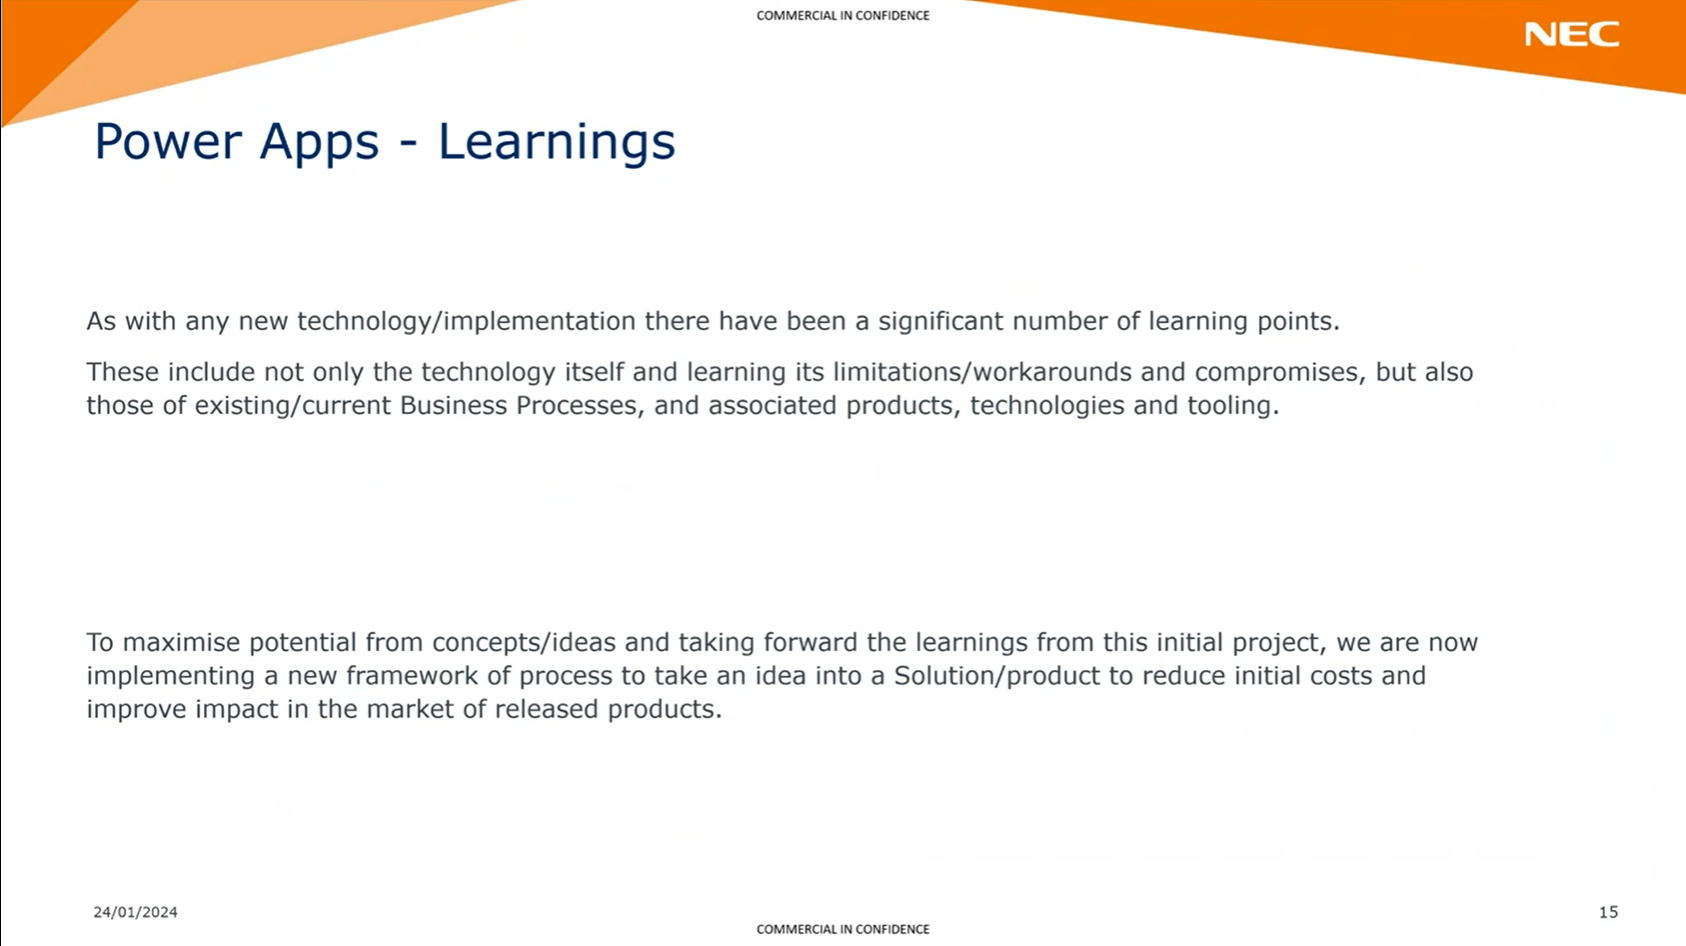 COMMERCIAL IN CONFIDENCE
NEC
Power Apps - Learnings
As with any new technology/implementation there have been a significant number of learning points.
These include not only the technology itself and learning its limitations/workarounds and compromises, but also
those of existing/current Business Processes, and associated products, technologies and tooling.
To maximise potential from concepts/ideas and taking forward the learnings from this initial project, we are now
implementing a new framework of process to take an idea into a Solution/product to reduce initial costs and
improve impact in the market of released products.
24/01/2024
15
COMMERCIAL IN CONFIDENCE